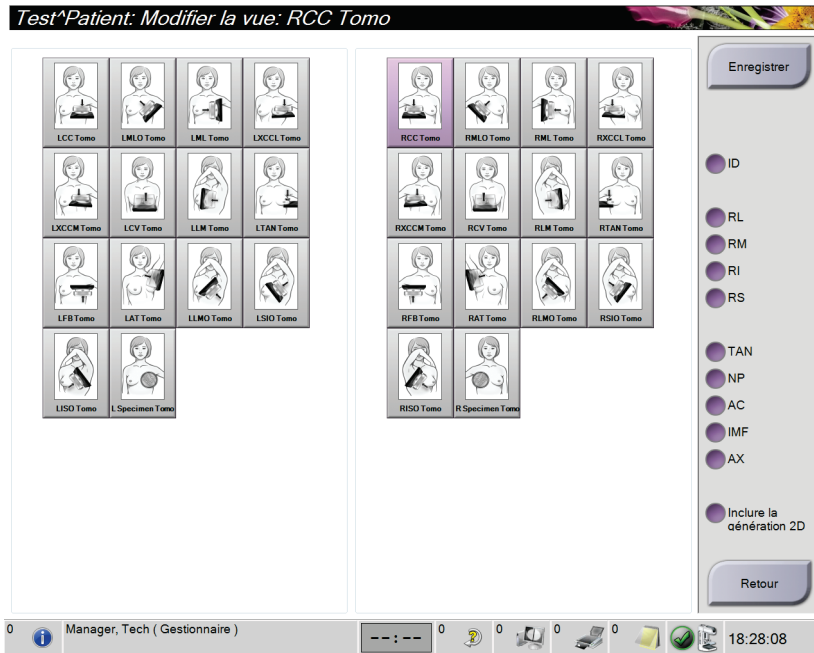 Test^Patient: Modifier la vue: RCC Tomo
LCC Tomo
LMLO Tomo
LML Tomo
LXCCL Tomo
LXCCM Tomo
LCV Tomo
LLM Tomo
LTAN Tomo
LFB Tomo
LAT Tomo
LLMO Tomo
LSIO Tomo
LISO Tomo
L Specimen Tomo
RCC Tomo
RMLO Tomo
RML Tomo
RXCCL Tomo
RXCCM Tomo
RCV Tomo
RLM Tomo
RTAN Tomo
RFB Tomo
RAT Tomo
RLMO Tomo
RSIO Tomo
RISO Tomo
R Specimen Tomo
Enregistrer
ID
RL
RM
RI
RS
TAN
NP
AC
IMF
AX
Inclure la
génération 2D
Retour
0
Manager, Tech ( Gestionnaire )
--:--
0
0
0
0
18:28:08